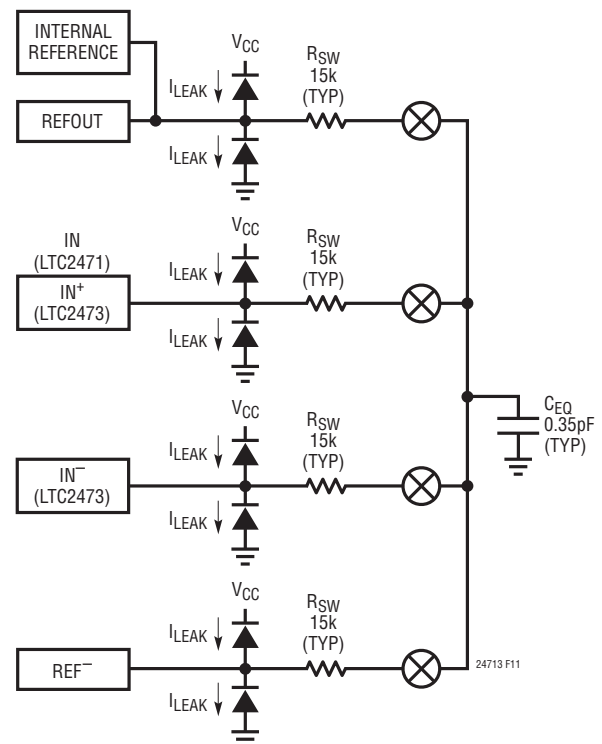 INTERNAL
REFERENCE
REFOUT
VCC
ILEAK
ILEAK
RSW
15k
(TYP)
IN
(LTC2471)
IN+
(LTC2473)
VCC
ILEAK
ILEAK
RSW
15k
(TYP)
IN−
(LTC2473)
VCC
ILEAK
ILEAK
RSW
15k
(TYP)
CEQ
0.35pF
(TYP)
REF−
VCC
ILEAK
ILEAK
RSW
15k
(TYP)
24713 F11